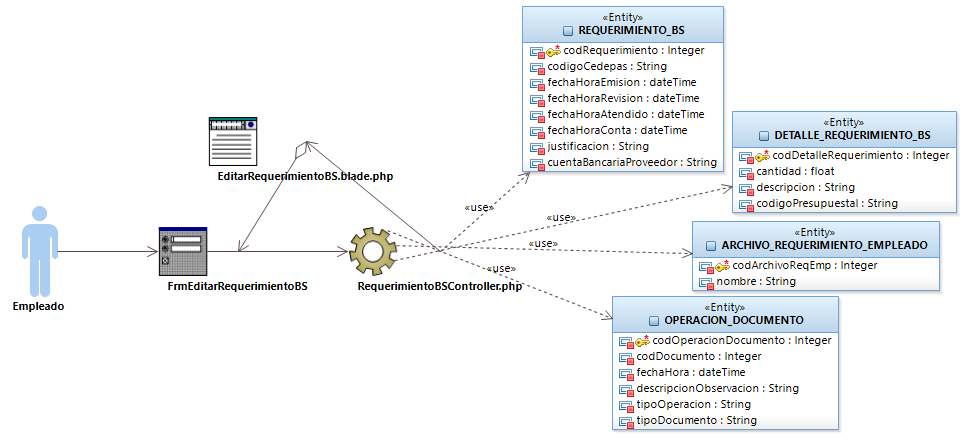 «Entity»
REQUERIMIENTO_BS
codRequerimiento : Integer
codigoCedepas : String
fechaHoraEmision : dateTime
fechaHoraRevision : dateTime
fechaHoraAtendido : dateTime
fechaHoraConta : dateTime
justificacion : String
cuentaBancariaProveedor : String
«Entity»
DETALLE_REQUERIMIENTO_BS
codDetalleRequerimiento : Integer
cantidad : float
descripcion : String
codigoPresupuestal : String
EditarRequerimientoBS.blade.php
«use»
«use»
«use»
«use»
«Entity»
ARCHIVO_REQUERIMIENTO_EMPLEADO
codArchivoReqEmp : Integer
nombre : String
Empleado
FrmEditarRequerimientoBS
RequerimientoBSController.php
«Entity»
OPERACION_DOCUMENTO
codOperacionDocumento : Integer
codDocumento : Integer
fechaHora : dateTime
descripcionObservacion : String
tipoOperacion : String
tipoDocumento : String